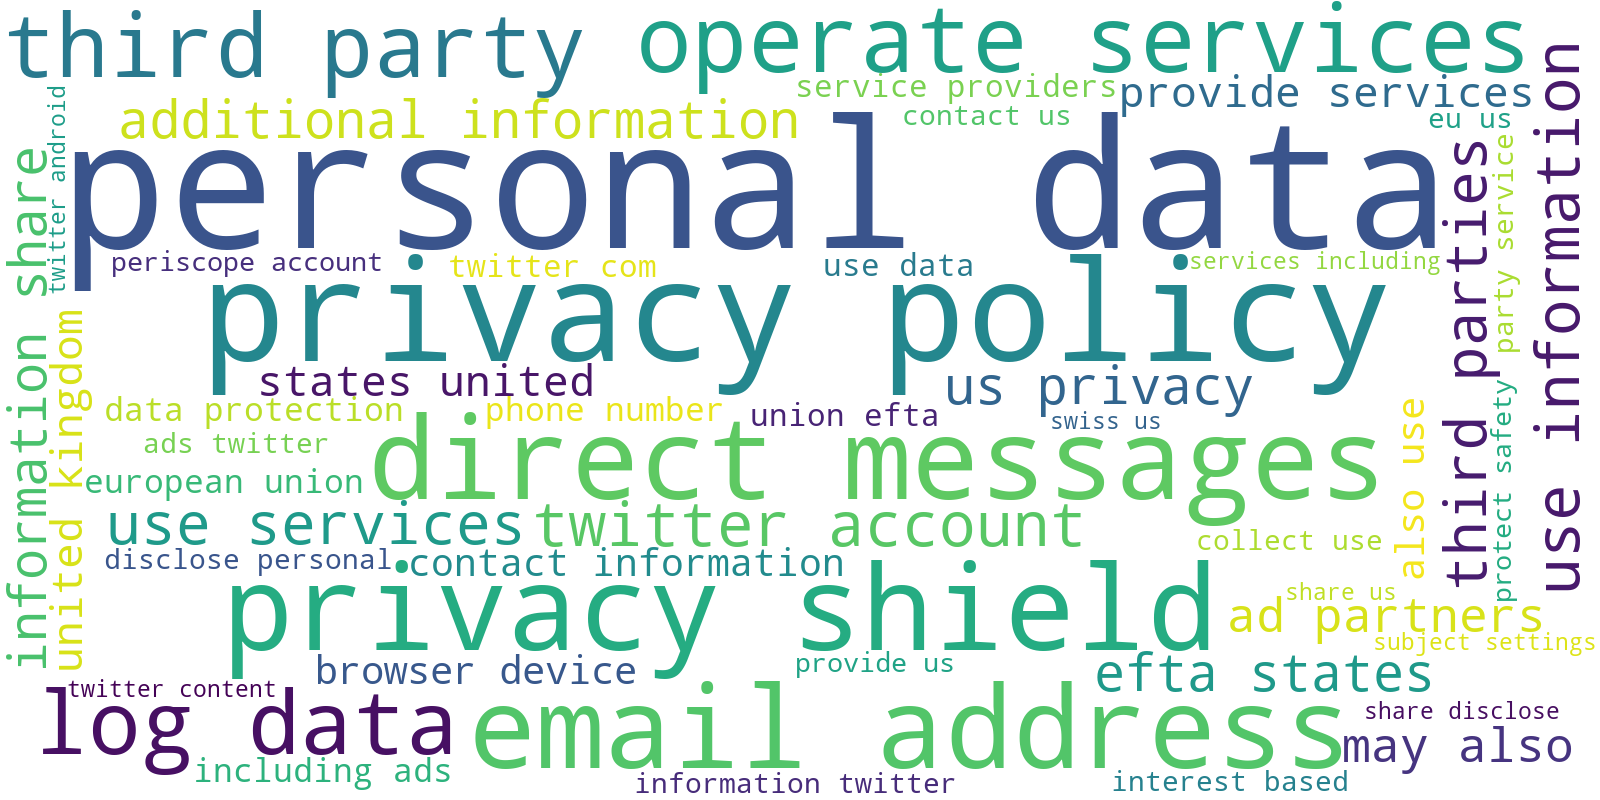 third party
operate services
service providers
provide services
additional information
contact us
eu us
personal data
twitter android
information share
third parties
party service
use information
periscope account
twitter com
use data
services including
privacy policy
united kingdom
states united
us privacy
data protection
phone number
union efta
swiss us
ads twitter
direct messages
also use
protect safety
european union
use services
twitter account
collect use
disclose personal
contact information
privacy shield
share us
ad partners
subject settings
browser device
provide us
efta states
twitter content
log data
email address
share disclose
may also
including ads
information twitter
interest based